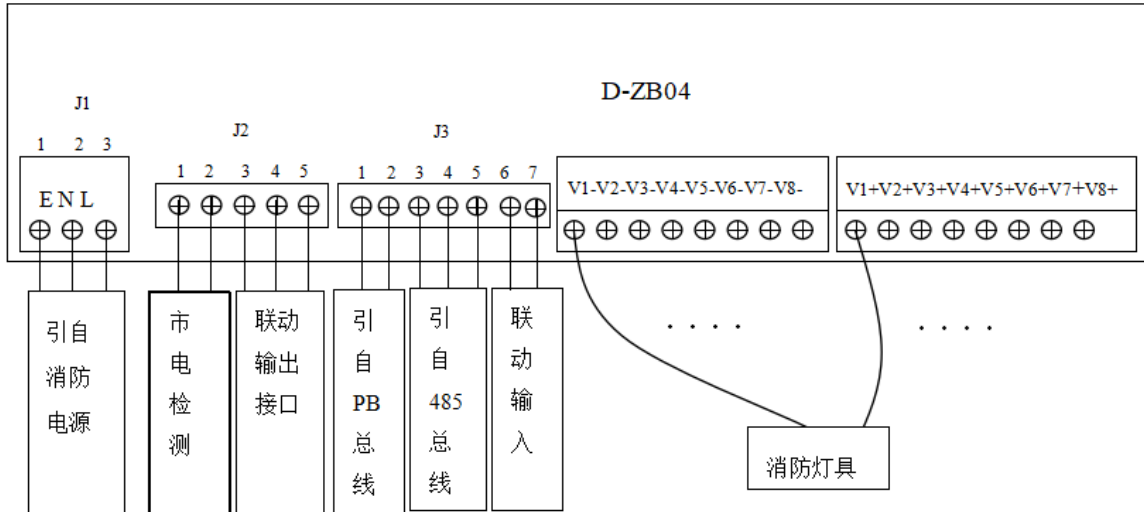 D-ZB04
J1
J2
J3
1 2 3
1 2 3 4 5
1 2 3 4 5 6 7
E N L
V1-V2-V3-V4-V5-V6-V7-V8-
V1+V2+V3+V4+V5+V6+V7+V8+
引自
消防
电源
市
电
检
测
联动
输出
接口
引
自
PB
总
线
引
自
485
总
线
联
动
输
入
· · · ·
· · · ·
消防灯具